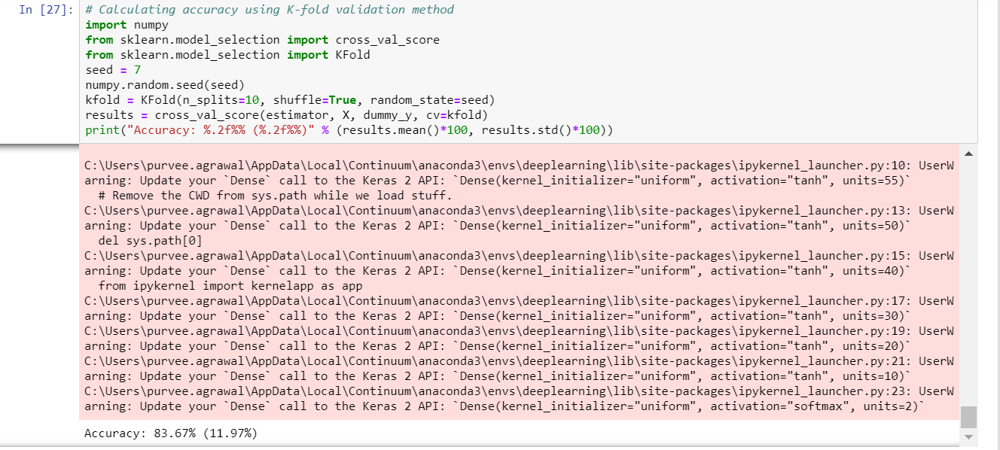 In [27]: # Calculating accuracy using K-fold validation method
import numpy
from sklearn.model_selection import cross_val_score
from sklearn.model_selection import KFold
seed = 7
numpy.random.seed(seed)
kfold = KFold(n_splits=10, shuffle=True, random_state=seed)
results = cross_val_score(estimator, X, dummy_y, cv=kfold)
print("Accuracy: %.2f%% (%.2f%%)" % (results.mean()*100, results.std()*100))
C:\Users\purvee.agrawal\AppData\Local\Continuum\anaconda3\envs\deeplearning\lib\site-packages\ipykernel_launcher.py:10: UserW
arning: Update your `Dense` call to the Keras 2 API: `Dense(kernel_initializer="uniform", activation="tanh", units=55)`
  # Remove the CWD from sys.path while we load stuff.
C:\Users\purvee.agrawal\AppData\Local\Continuum\anaconda3\envs\deeplearning\lib\site-packages\ipykernel_launcher.py:13: UserW
arning: Update your `Dense` call to the Keras 2 API: `Dense(kernel_initializer="uniform", activation="tanh", units=50)`
  del sys.path[0]
C:\Users\purvee.agrawal\AppData\Local\Continuum\anaconda3\envs\deeplearning\lib\site-packages\ipykernel_launcher.py:15: UserW
arning: Update your `Dense` call to the Keras 2 API: `Dense(kernel_initializer="uniform", activation="tanh", units=40)`
  from ipykernel import kernelapp as app
C:\Users\purvee.agrawal\AppData\Local\Continuum\anaconda3\envs\deeplearning\lib\site-packages\ipykernel_launcher.py:17: UserW
arning: Update your `Dense` call to the Keras 2 API: `Dense(kernel_initializer="uniform", activation="tanh", units=30)`
C:\Users\purvee.agrawal\AppData\Local\Continuum\anaconda3\envs\deeplearning\lib\site-packages\ipykernel_launcher.py:19: UserW
arning: Update your `Dense` call to the Keras 2 API: `Dense(kernel_initializer="uniform", activation="tanh", units=20)`
C:\Users\purvee.agrawal\AppData\Local\Continuum\anaconda3\envs\deeplearning\lib\site-packages\ipykernel_launcher.py:21: UserW
arning: Update your `Dense` call to the Keras 2 API: `Dense(kernel_initializer="uniform", activation="tanh", units=10)`
C:\Users\purvee.agrawal\AppData\Local\Continuum\anaconda3\envs\deeplearning\lib\site-packages\ipykernel_launcher.py:23: UserW
arning: Update your `Dense` call to the Keras 2 API: `Dense(kernel_initializer="uniform", activation="softmax", units=2)`
Accuracy: 83.67% (11.97%)